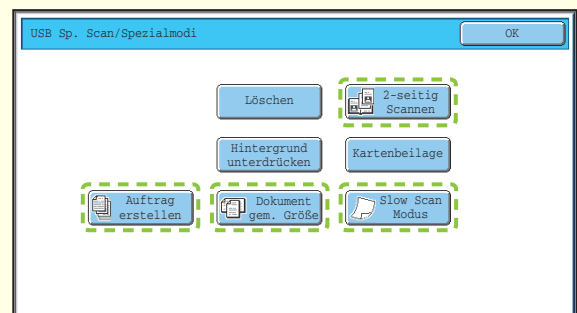 USB Sp. Scan/Spezialmodi
OK
Löschen
2-seitig
Scannen
Hintergrund
unterdrücken
Kartenbeilage
Auftrag
erstellen
Dokument
gem. Größe
Slow Scan
Modus